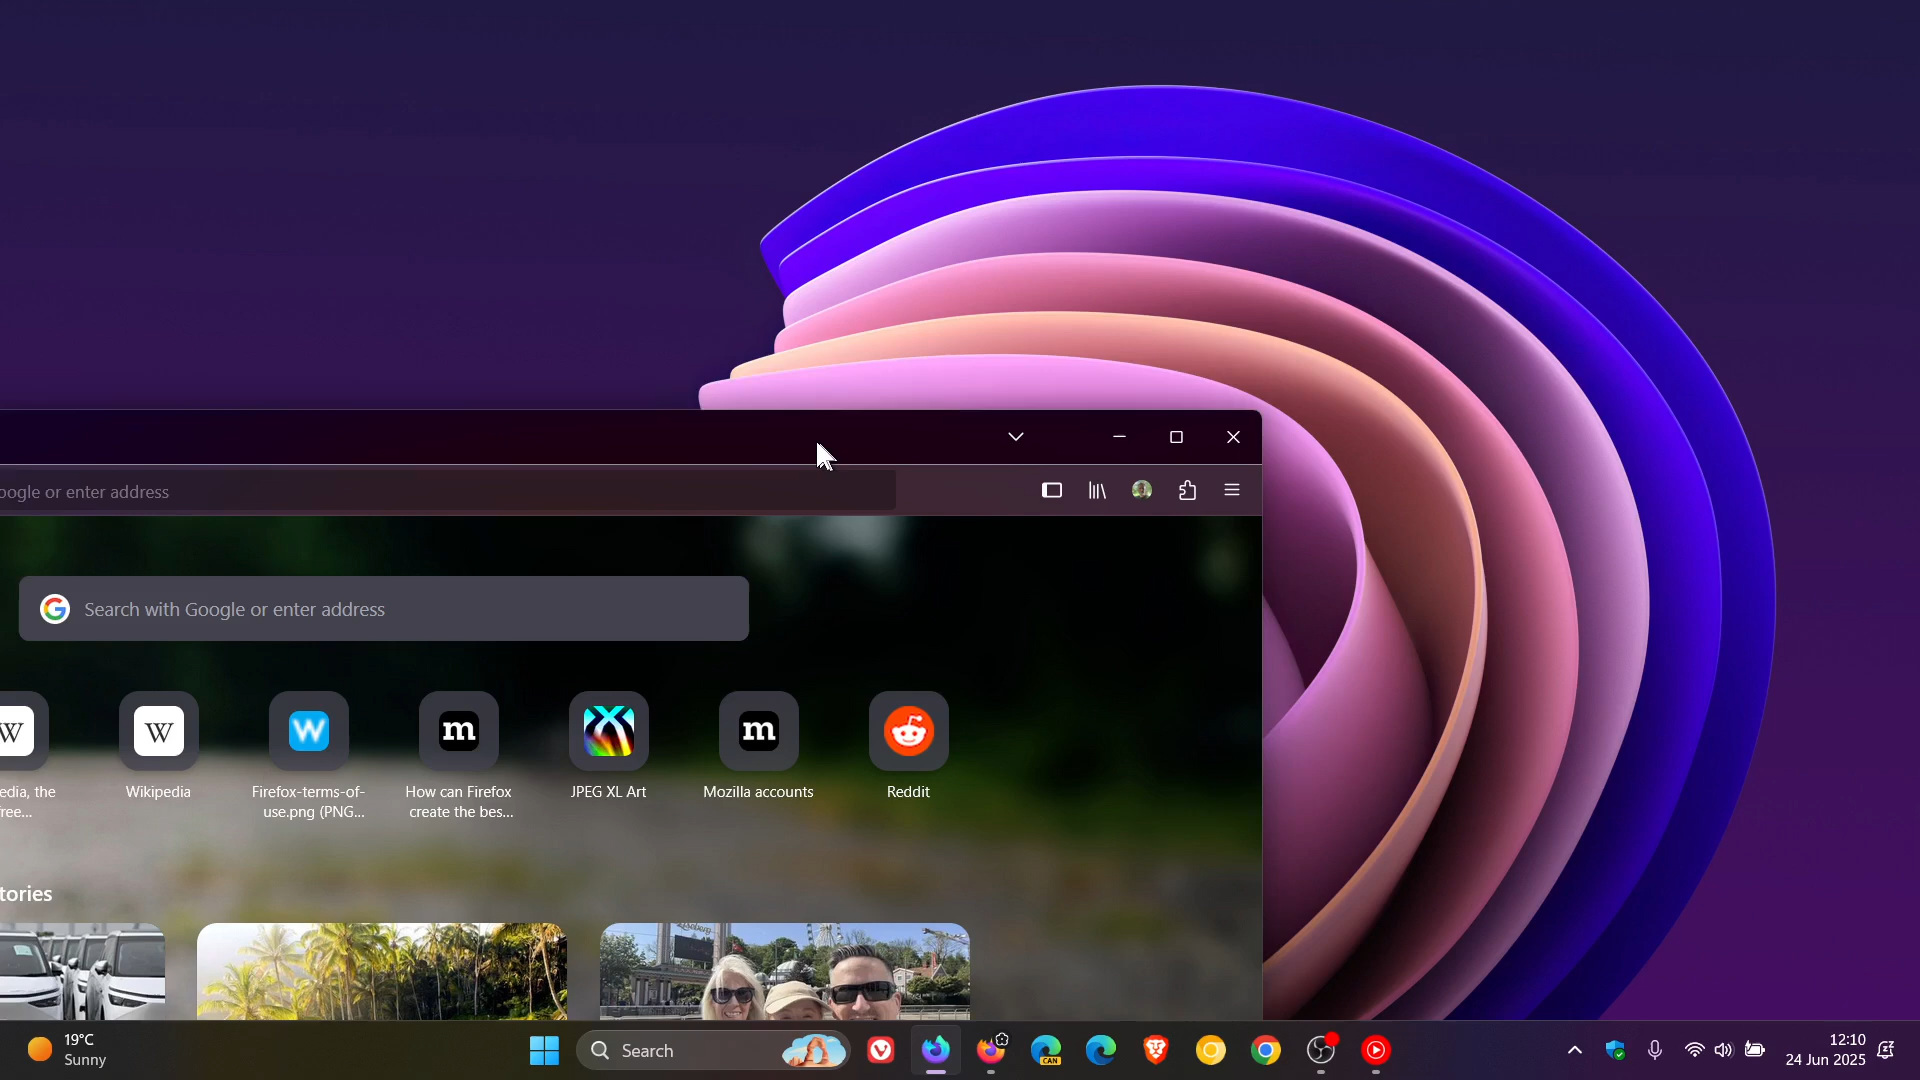 oogle or enter address
Search with Google or enter address
W
W
W
m
m
edia, the
ree...
Wikipedia
Firefox-terms-of-
use.png (PNG...
How can Firefox
create the bes...
JPEG XL Art
Mozilla accounts
Reddit
tories
19°C
Sunny
Search
CAN
12:10
24 Jun 2025